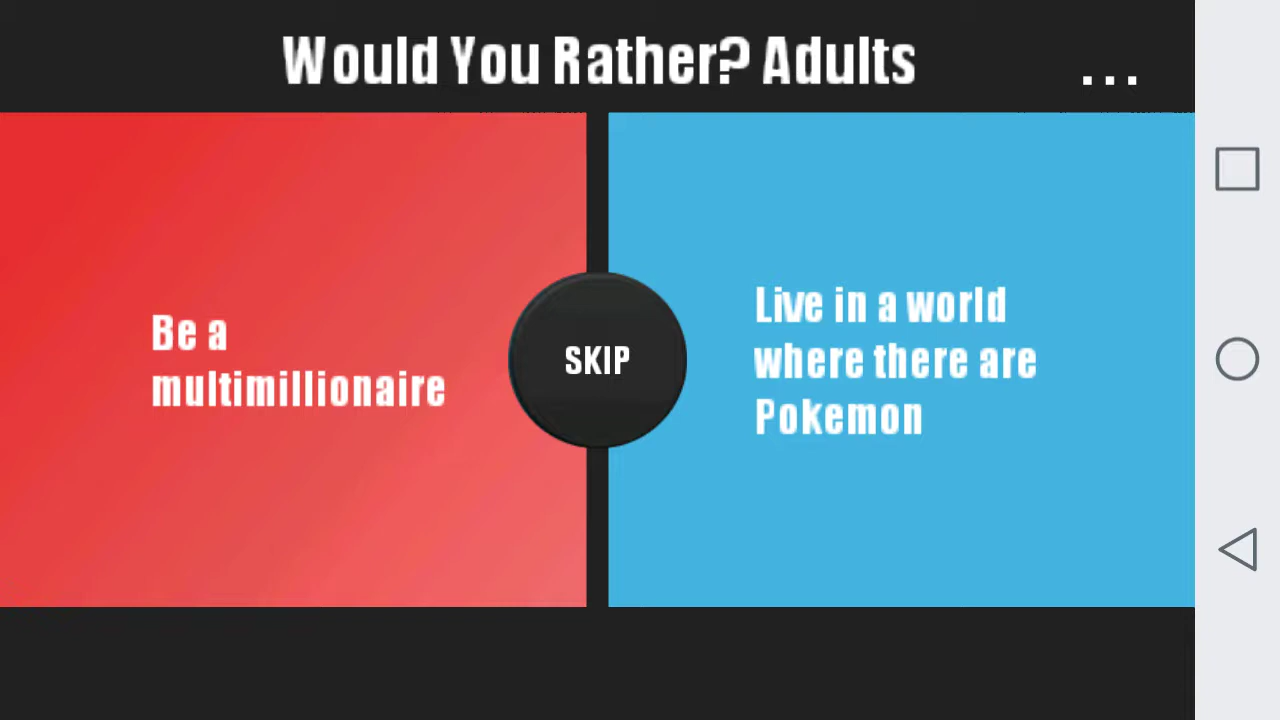 Would You Rather? Adults
...
Be a
multimillionaire
SKIP
Live in a world
where there are
Pokemon